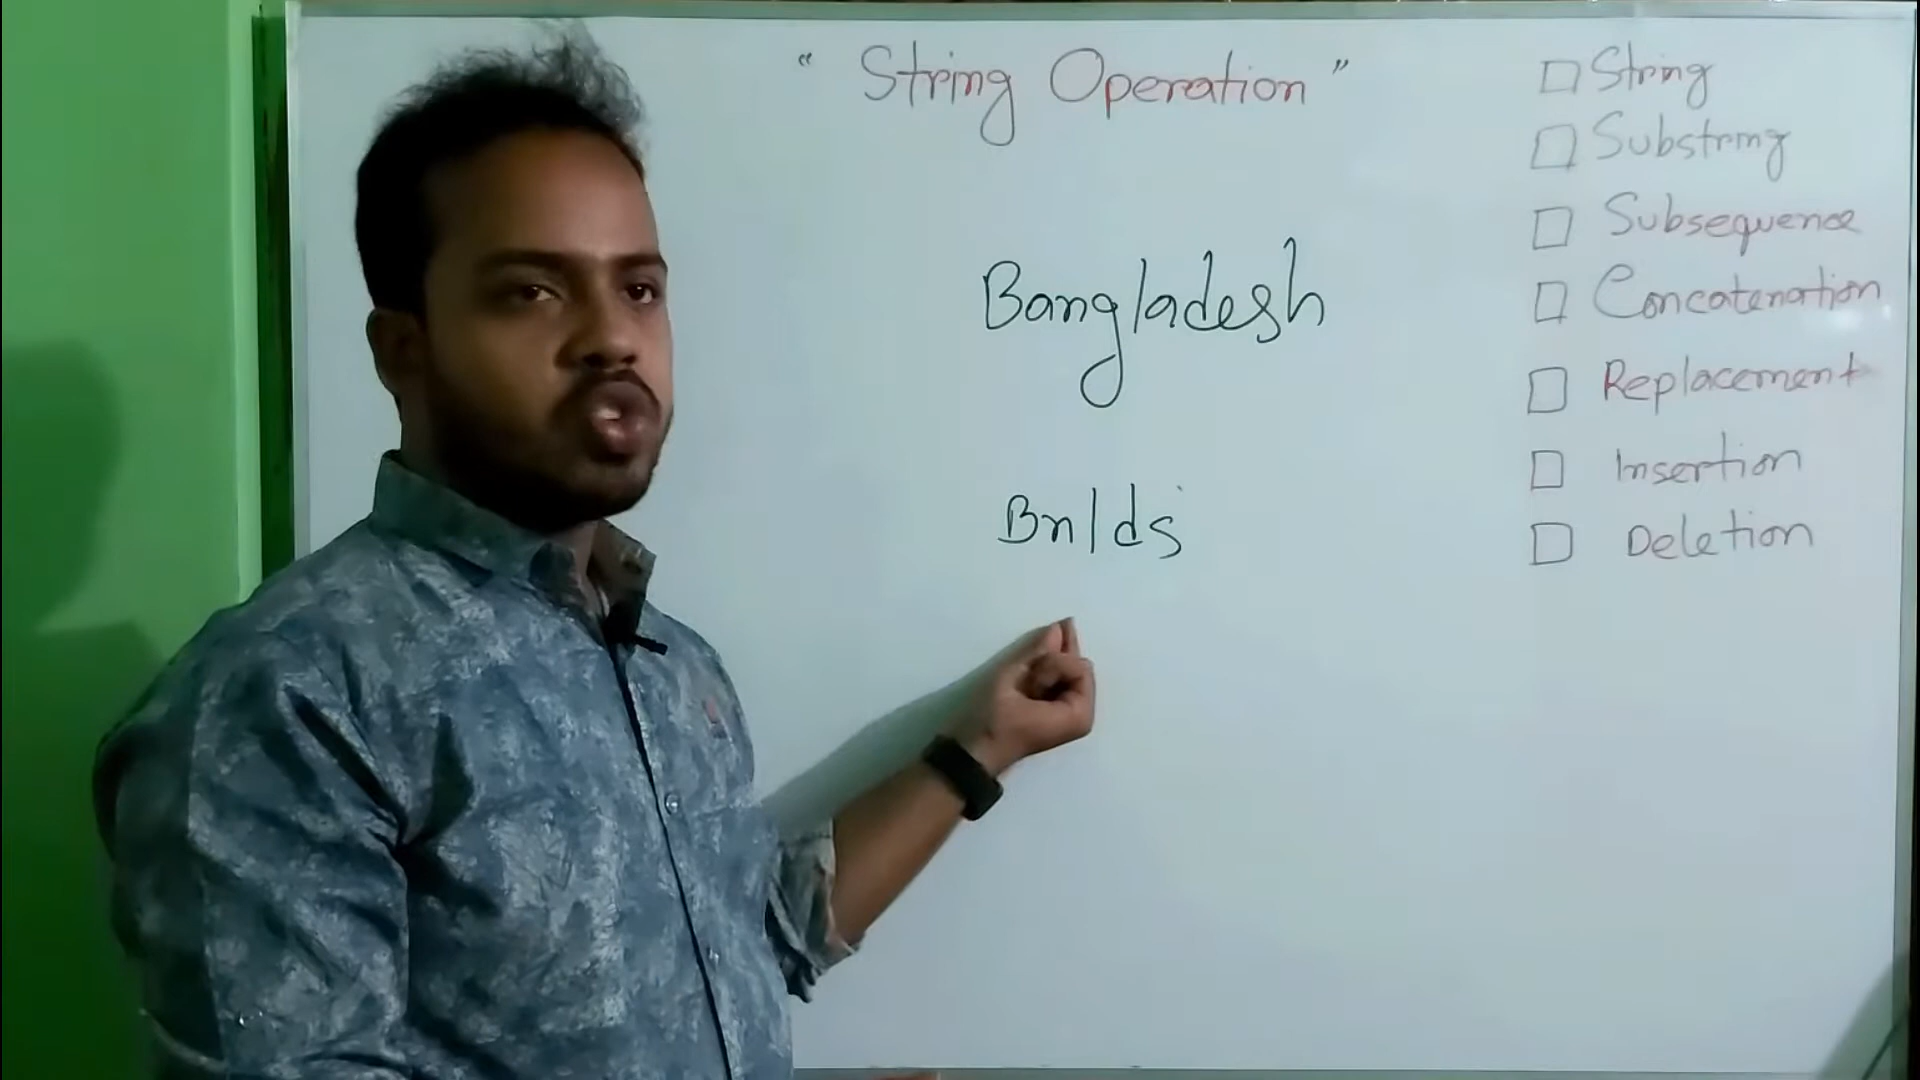 " String Operation "
Bangladesh
Bnlds
String
Substring
Subsequence
Concatenation
Replacement
Insertion
Deletion